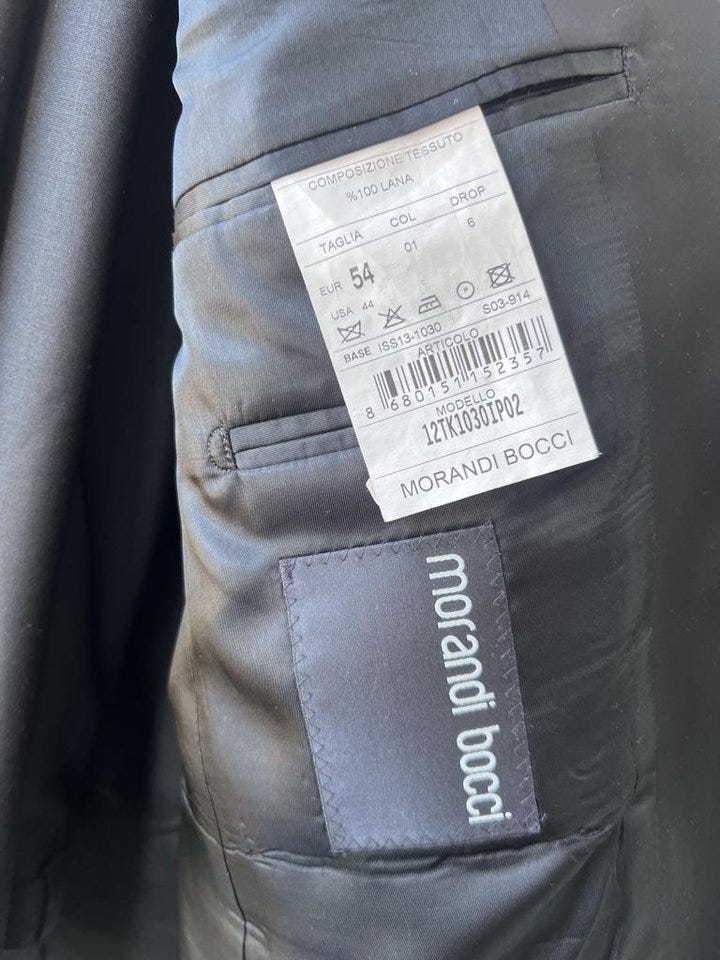 COMPOSIZIONE TESSUTO
%100 LANA
TAGLIA COL DROP
EUR 54 01 6
USA 44
BASE ISS13-1030 S03-914
ARTICOLO
8 680151 152357
MODELLO
12TK1030IP02
MORANDI BOCCI
morandi bocci